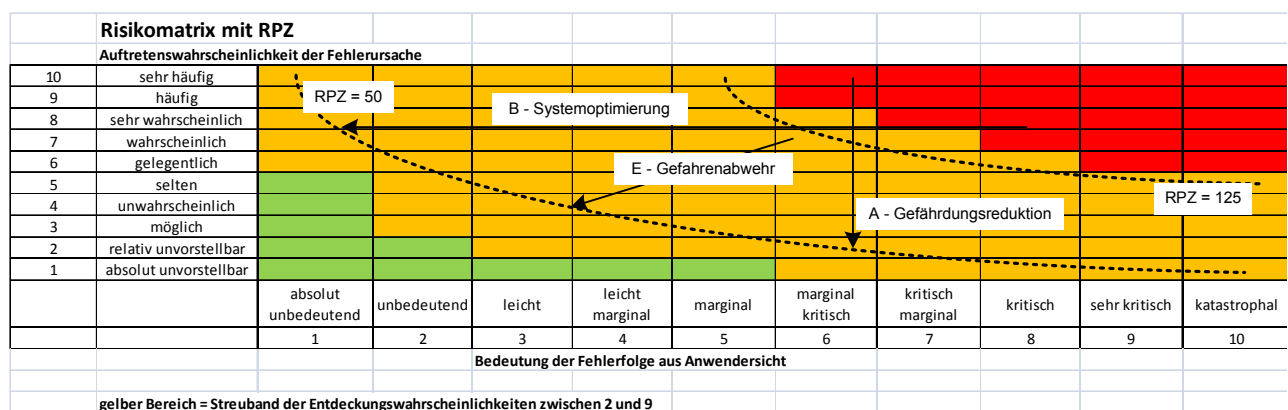 Risikomatrix mit RPZ
Auftretenswahrscheinlichkeit der Fehlerursache
10 sehr häufig
9 häufig
RPZ = 50
8 sehr wahrscheinlich
B - Systemoptimierung
7 wahrscheinlich
6 gelegentlich
E - Gefahrenabwehr
5 selten
RPZ = 125
4 unwahrscheinlich
A - Gefährdungsreduktion
3 möglich
2 relativ unvorstellbar
1 absolut unvorstellbar
absolut unbedeutend
unbedeutend
leicht
leicht marginal
marginal
marginal kritisch
kritisch marginal
kritisch
sehr kritisch
katastrophal
1 2 3 4 5 6 7 8 9 10
Bedeutung der Fehlerfolge aus Anwendersicht
gelber Bereich = Streuband der Entdeckungswahrscheinlichkeiten zwischen 2 und 9